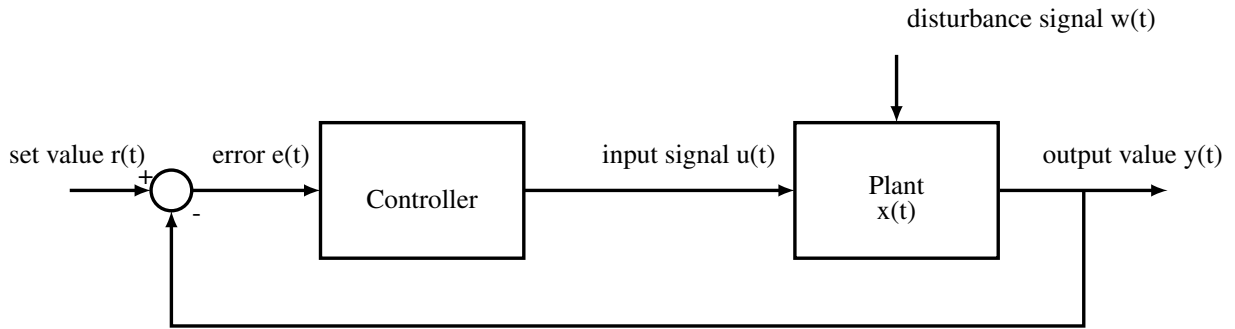 disturbance signal w(t)
set value r(t)
error e(t)
input signal u(t)
output value y(t)
+
-
Controller
Plant
x(t)